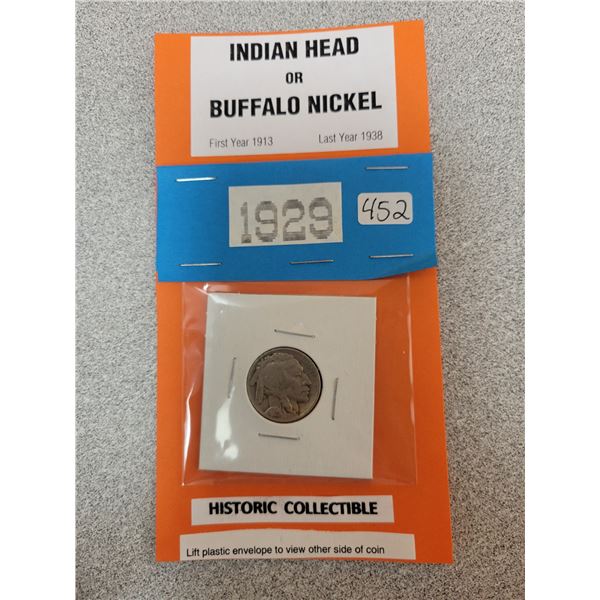 INDIAN HEAD
OR
BUFFALO NICKEL
First Year 1913 Last Year 1938
1929
452
HISTORIC COLLECTIBLE
Lift plastic envelope to view other side of coin